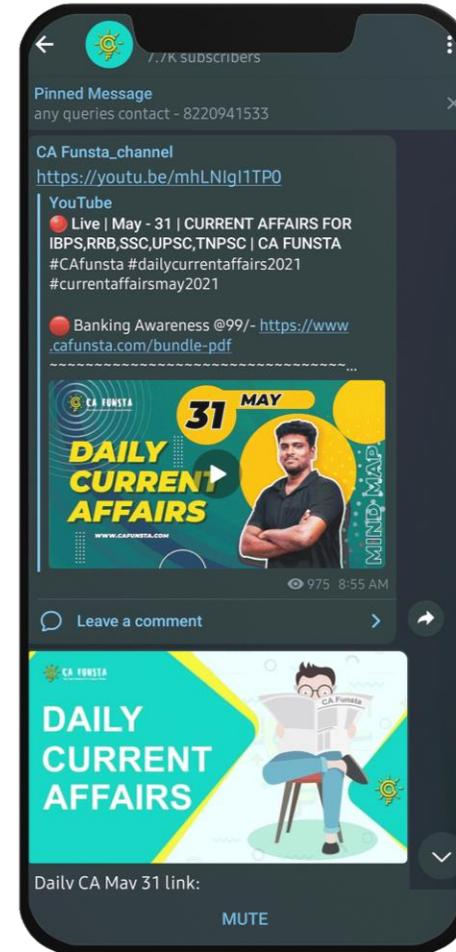 7.7K subscribers
Pinned Message
any queries contact - 8220941533
CA Funsta_channel
https://youtu.be/mhLNIgI1TP0
YouTube
🔴 Live | May - 31 | CURRENT AFFAIRS FOR
IBPS,RRB,SSC,UPSC,TNPSC | CA FUNSTA
#CAfunsta #dailycurrentaffairs2021
#currentaffairsmay2021
🔴 Banking Awareness @99/- https://www
.cafunsta.com/bundle-pdf
~~~~~~~~~~~~~~~~~~~~~~~~~~~~~~~~~...
CA FUNSTA
31 MAY
DAILY
CURRENT
AFFAIRS
WWW.CAFUNSTA.COM
MIND MAP
975 8:55 AM
Leave a comment
CA FUNSTA
CA Funsta
DAILY
CURRENT
AFFAIRS
Daily CA May 31 link:
MUTE